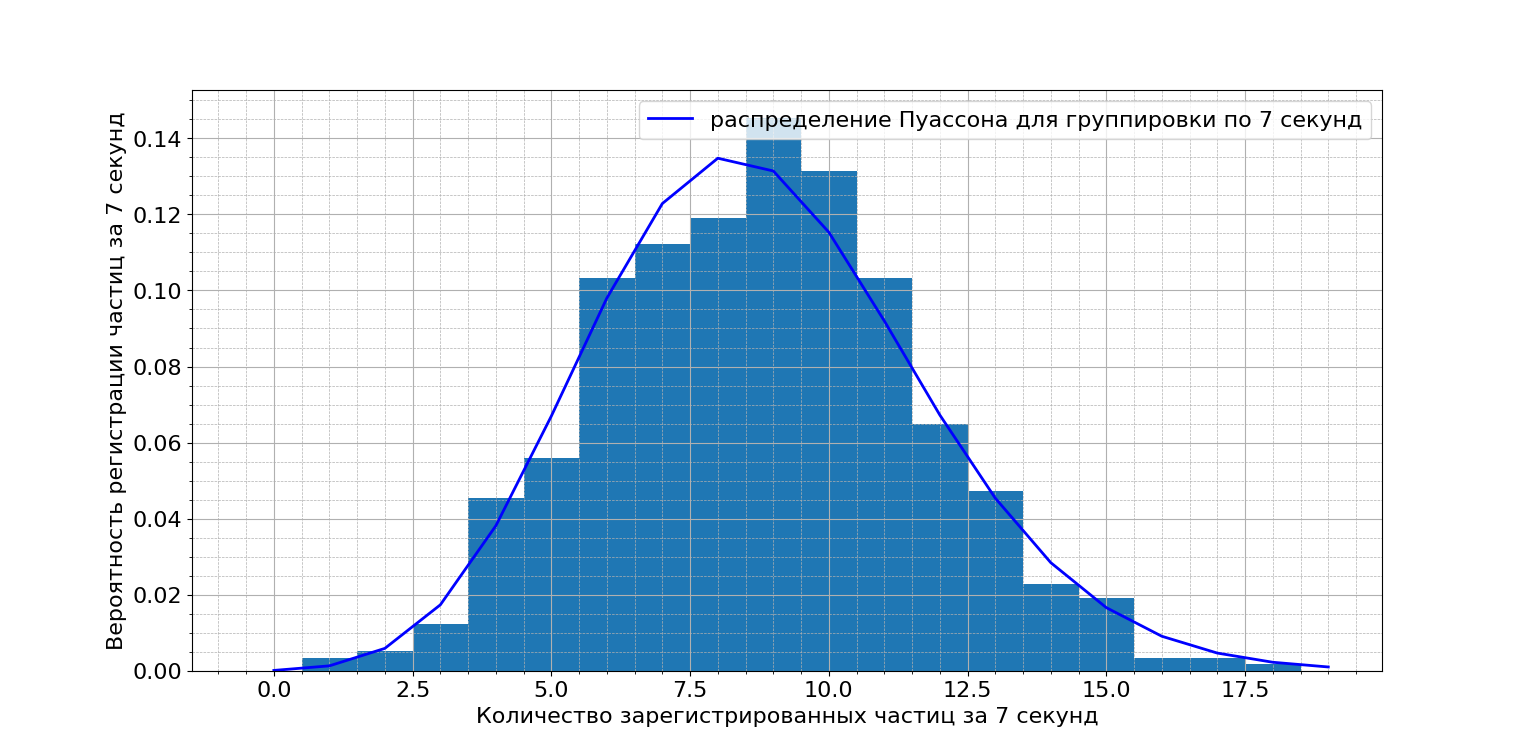 распределение Пуассона для группировки по 7 секунд
Вероятность регистрации частиц за 7 секунд
0.14
0.12
0.10
0.08
0.06
0.04
0.02
0.00
0.0 2.5 5.0 7.5 10.0 12.5 15.0 17.5
Количество зарегистрированных частиц за 7 секунд